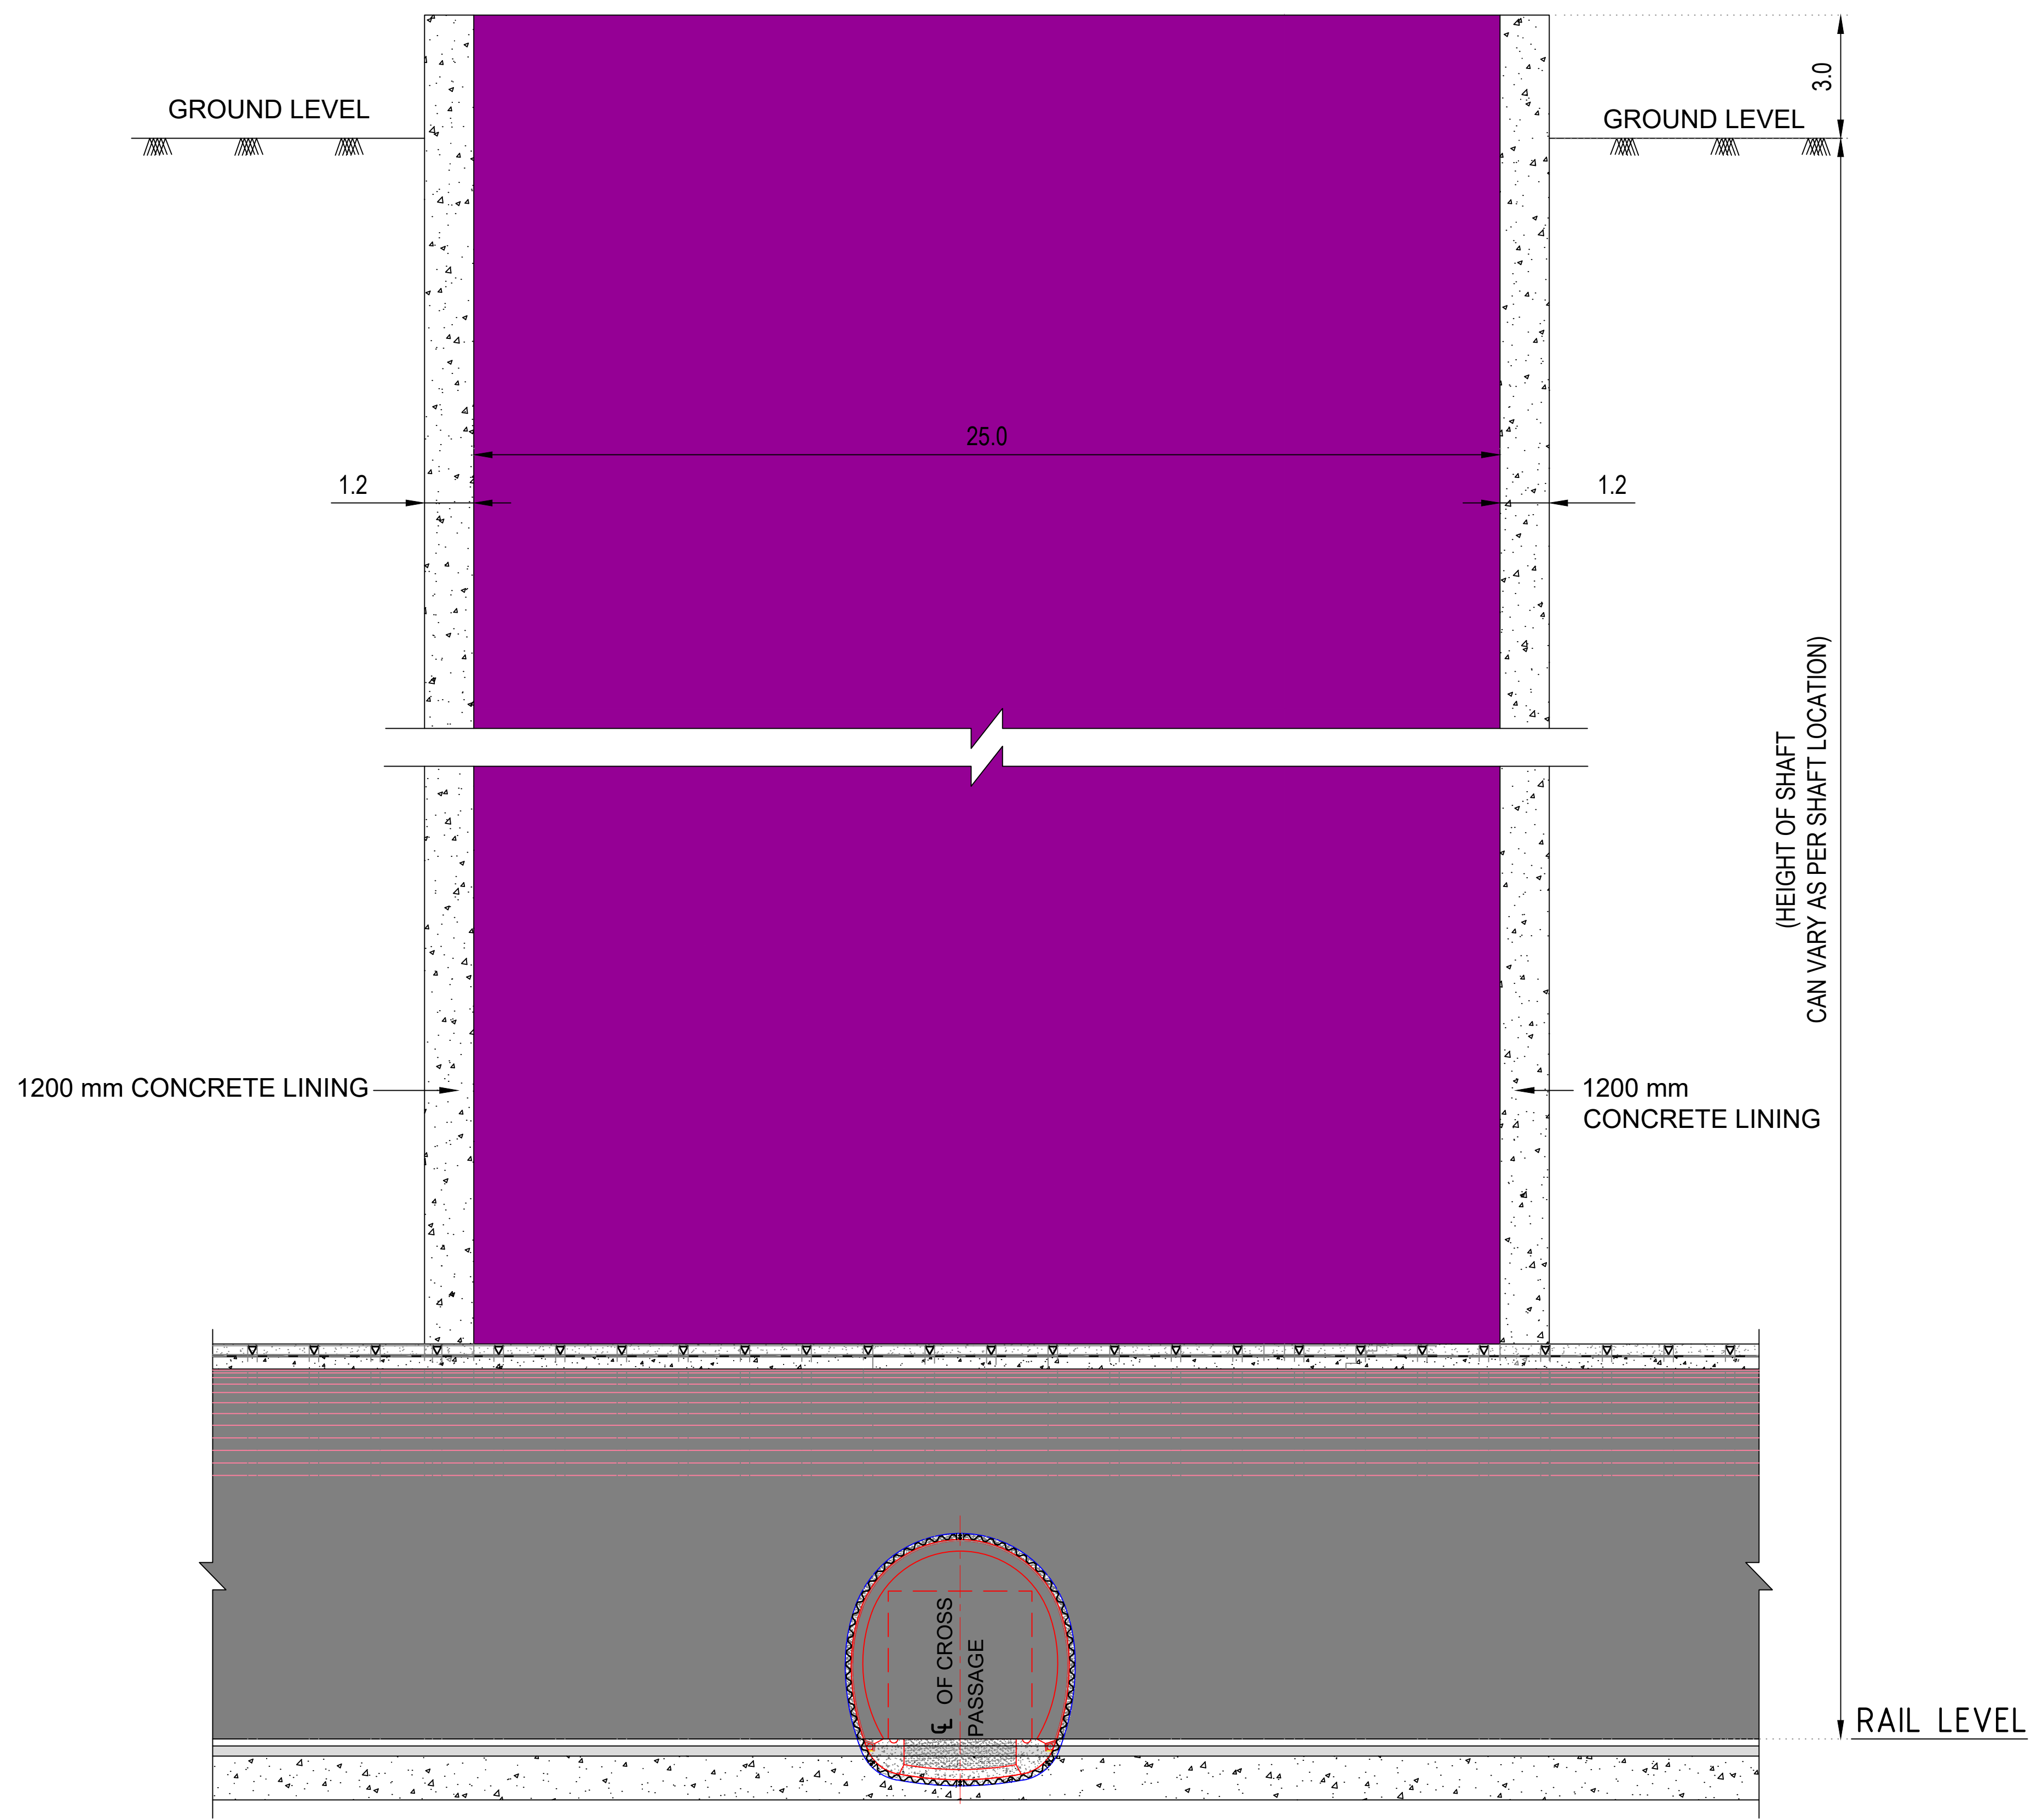 3.0
GROUND LEVEL
GROUND LEVEL
25.0
1.2
1.2
(HEIGHT OF SHAFT
CAN VARY AS PER SHAFT LOCATION)
1200 mm CONCRETE LINING
1200 mm
CONCRETE LINING
℄ OF CROSS
PASSAGE
RAIL LEVEL